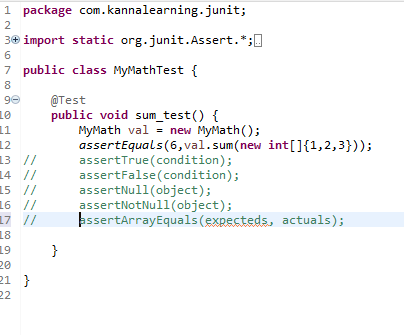 1 package com.kannalearning.junit;
2
3 import static org.junit.Assert.*;
6
7 public class MyMathTest {
8
9 @Test
10 public void sum_test() {
11 MyMath val = new MyMath();
12 assertEquals(6,val.sum(new int[]{1,2,3}));
13 // assertTrue(condition);
14 // assertFalse(condition);
15 // assertNull(object);
16 // assertNotNull(object);
17 // assertArrayEquals(expecteds, actuals);
18
19 }
20
21 }
22